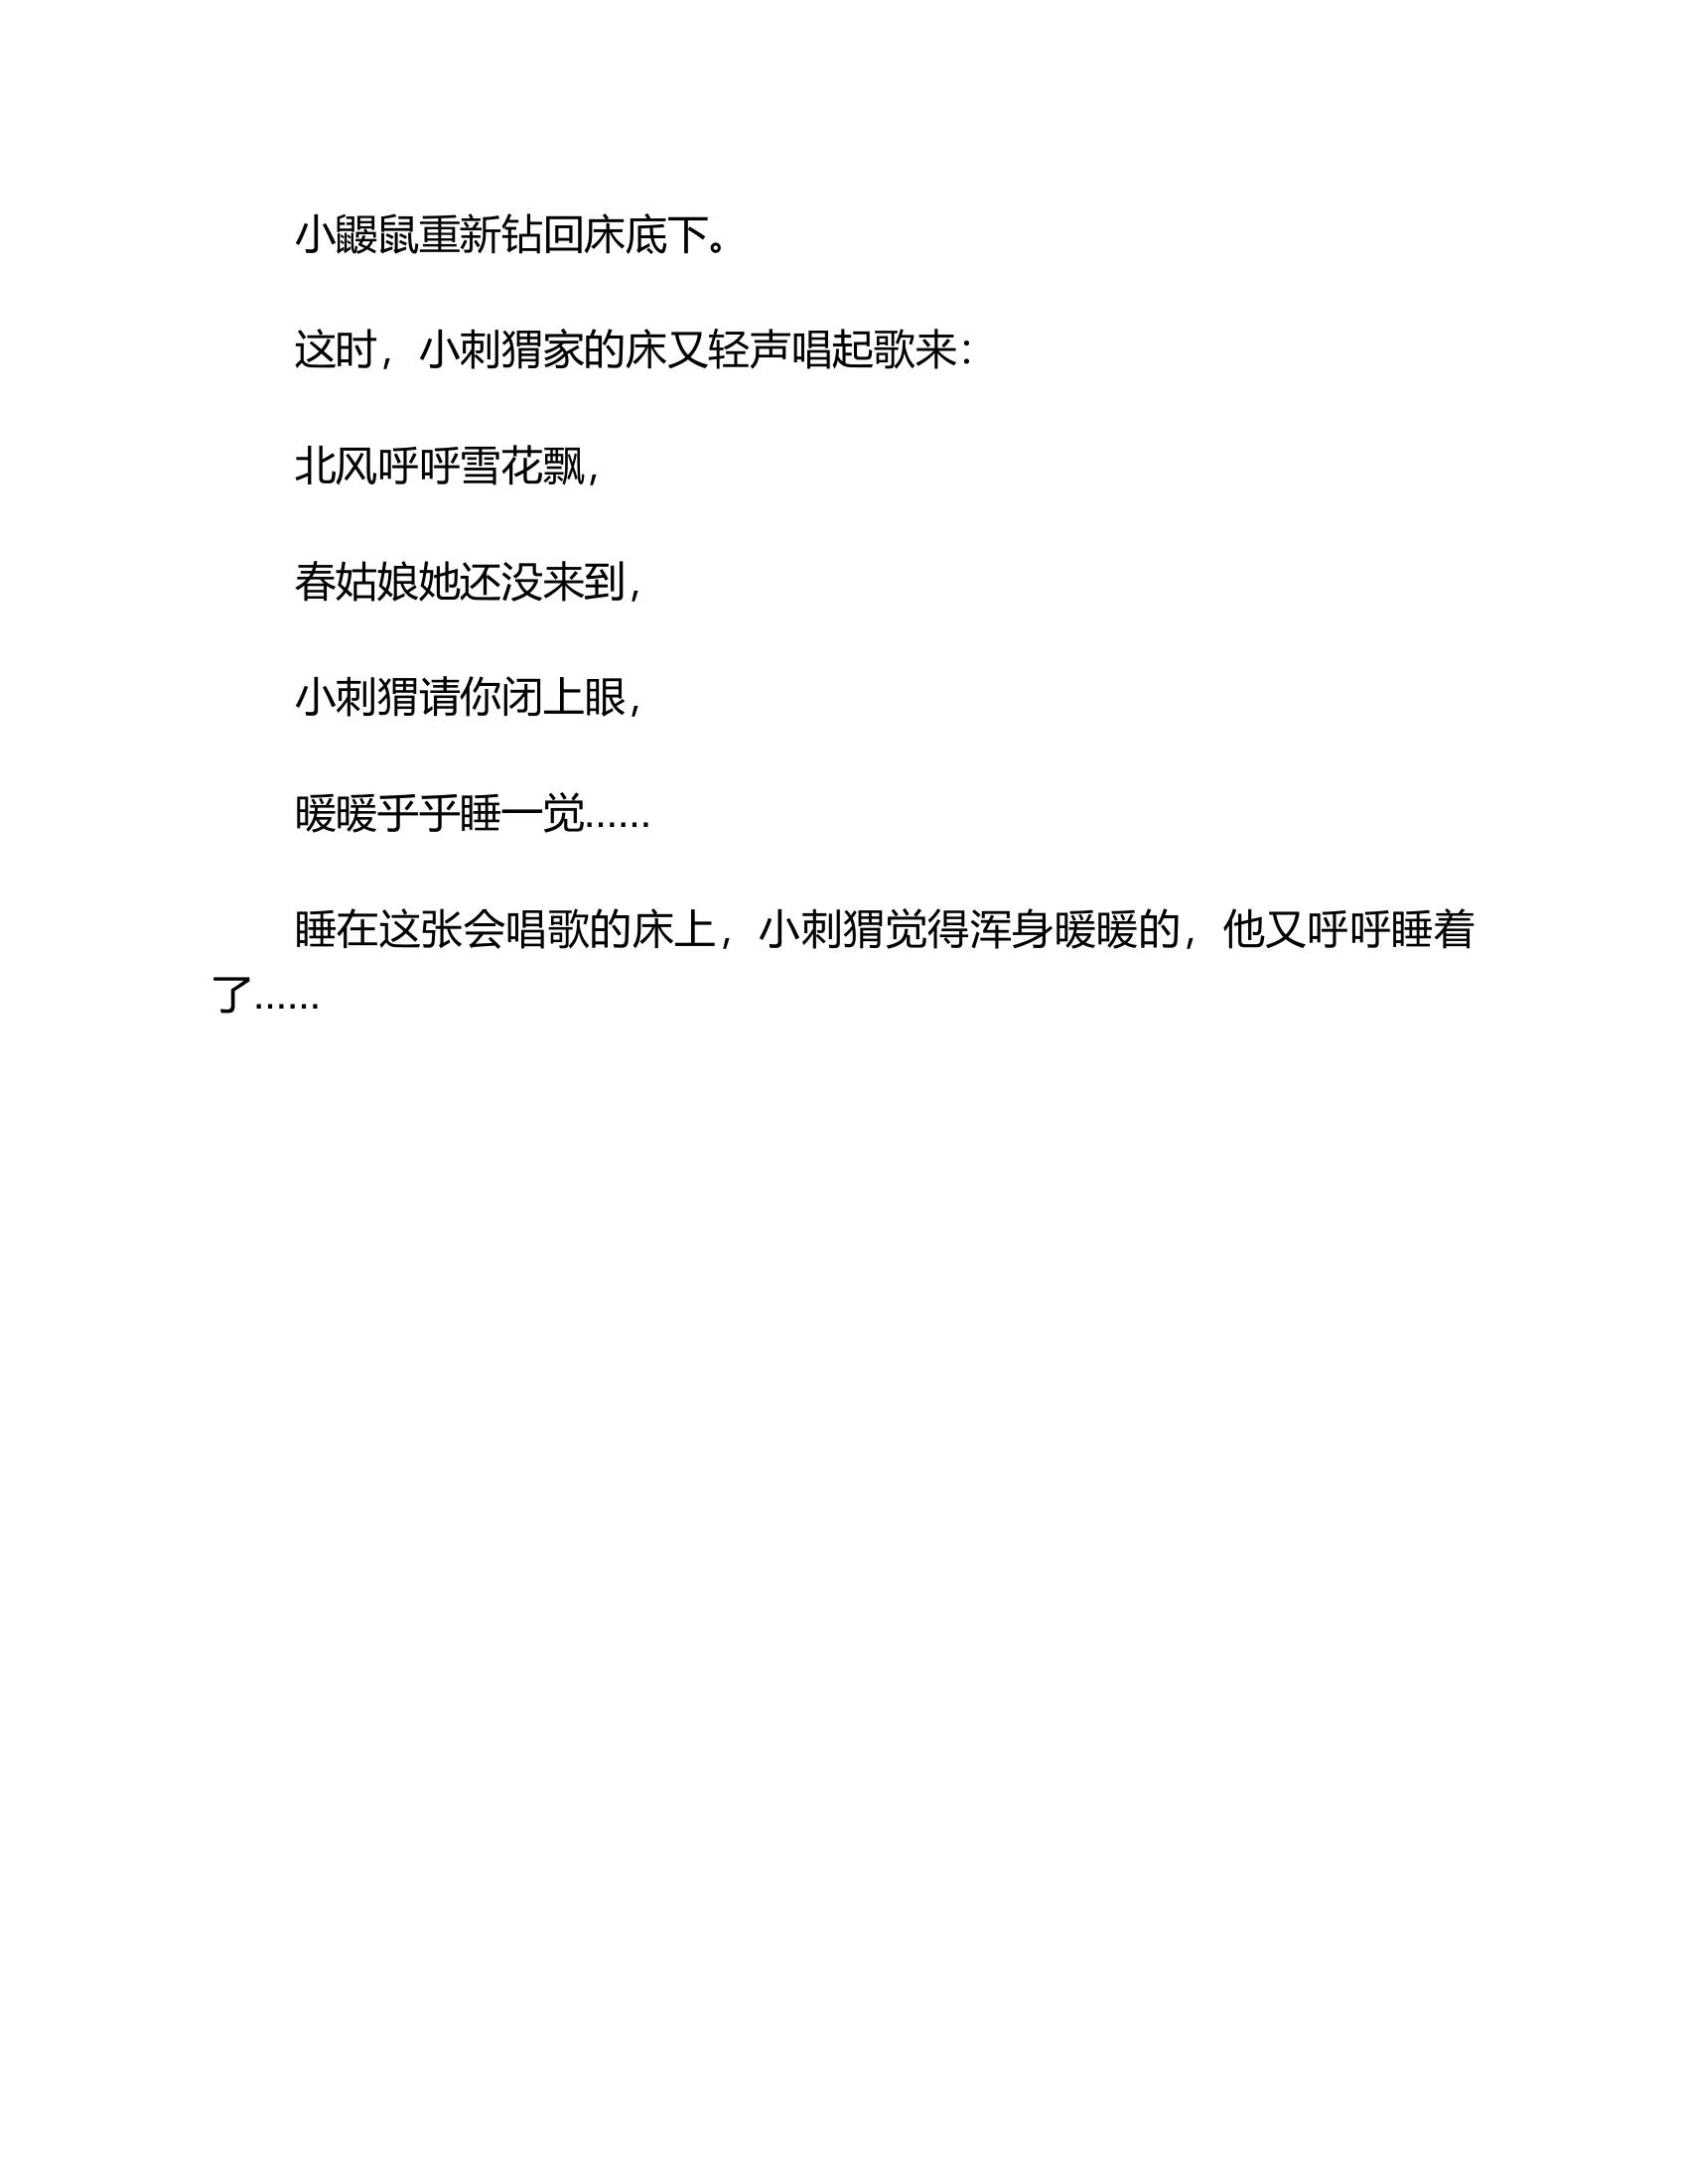 小鼹鼠重新钻回床底下。
这时，小刺猬家的床又轻声唱起歌来：
北风呼呼雪花飘，
春姑娘她还没来到，
小刺猬请你闭上眼，
暖暖乎乎睡一觉……
睡在这张会唱歌的床上，小刺猬觉得浑身暖暖的，他又呼呼睡着
了……